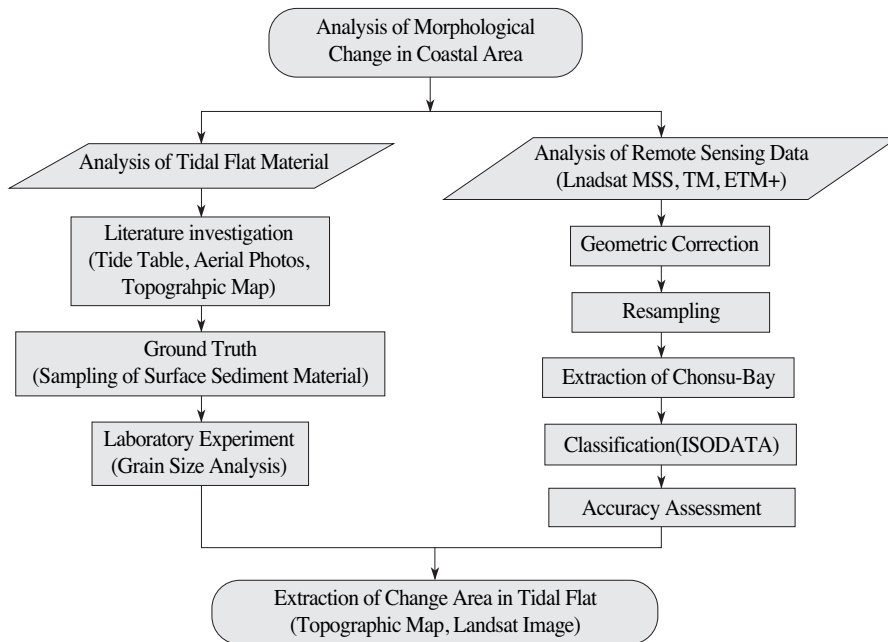 Analysis of Morphological
Change in Coastal Area
Analysis of Tidal Flat Material
Literature investigation
(Tide Table, Aerial Photos,
Topograhpic Map)
Ground Truth
(Sampling of Surface Sediment Material)
Laboratory Experiment
(Grain Size Analysis)
Analysis of Remote Sensing Data
(Lnadsat MSS, TM, ETM+)
Geometric Correction
Resampling
Extraction of Chonsu-Bay
Classification(ISODATA)
Accuracy Assessment
Extraction of Change Area in Tidal Flat
(Topographic Map, Landsat Image)